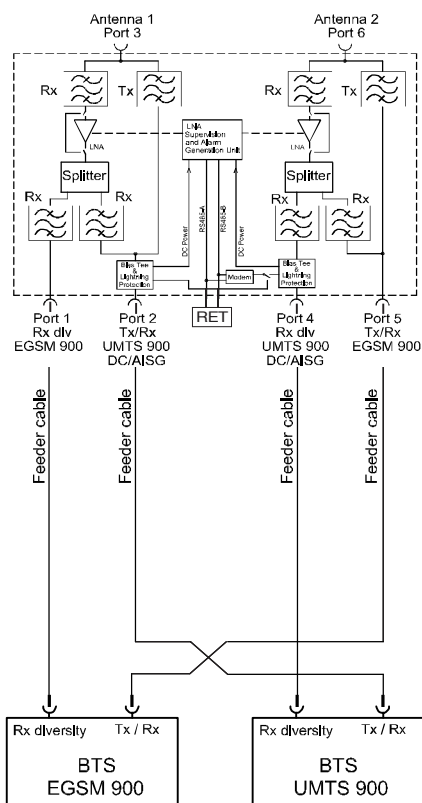 Antenna 1
Port 3
Antenna 2
Port 6
Rx
Tx
Rx
Tx
LNA
Supervision
and Alarm
Generation Unit
LNA
LNA
Splitter
Splitter
Rx
Rx
Rx
Rx
DC Power
RS485-A
RS485-B
DC Power
Bias Tee
&
Lightning
Protection
Modem
Bias Tee
&
Lightning
Protection
RET
Port 1
Rx div
EGSM 900
Port 2
Tx/Rx
UMTS 900
DC/AISG
Port 4
Rx div
UMTS 900
DC/AISG
Port 5
Tx/Rx
EGSM 900
Feeder cable
Feeder cable
Feeder cable
Feeder cable
Rx diversity
Tx / Rx
BTS
EGSM 900
Rx diversity
Tx / Rx
BTS
UMTS 900